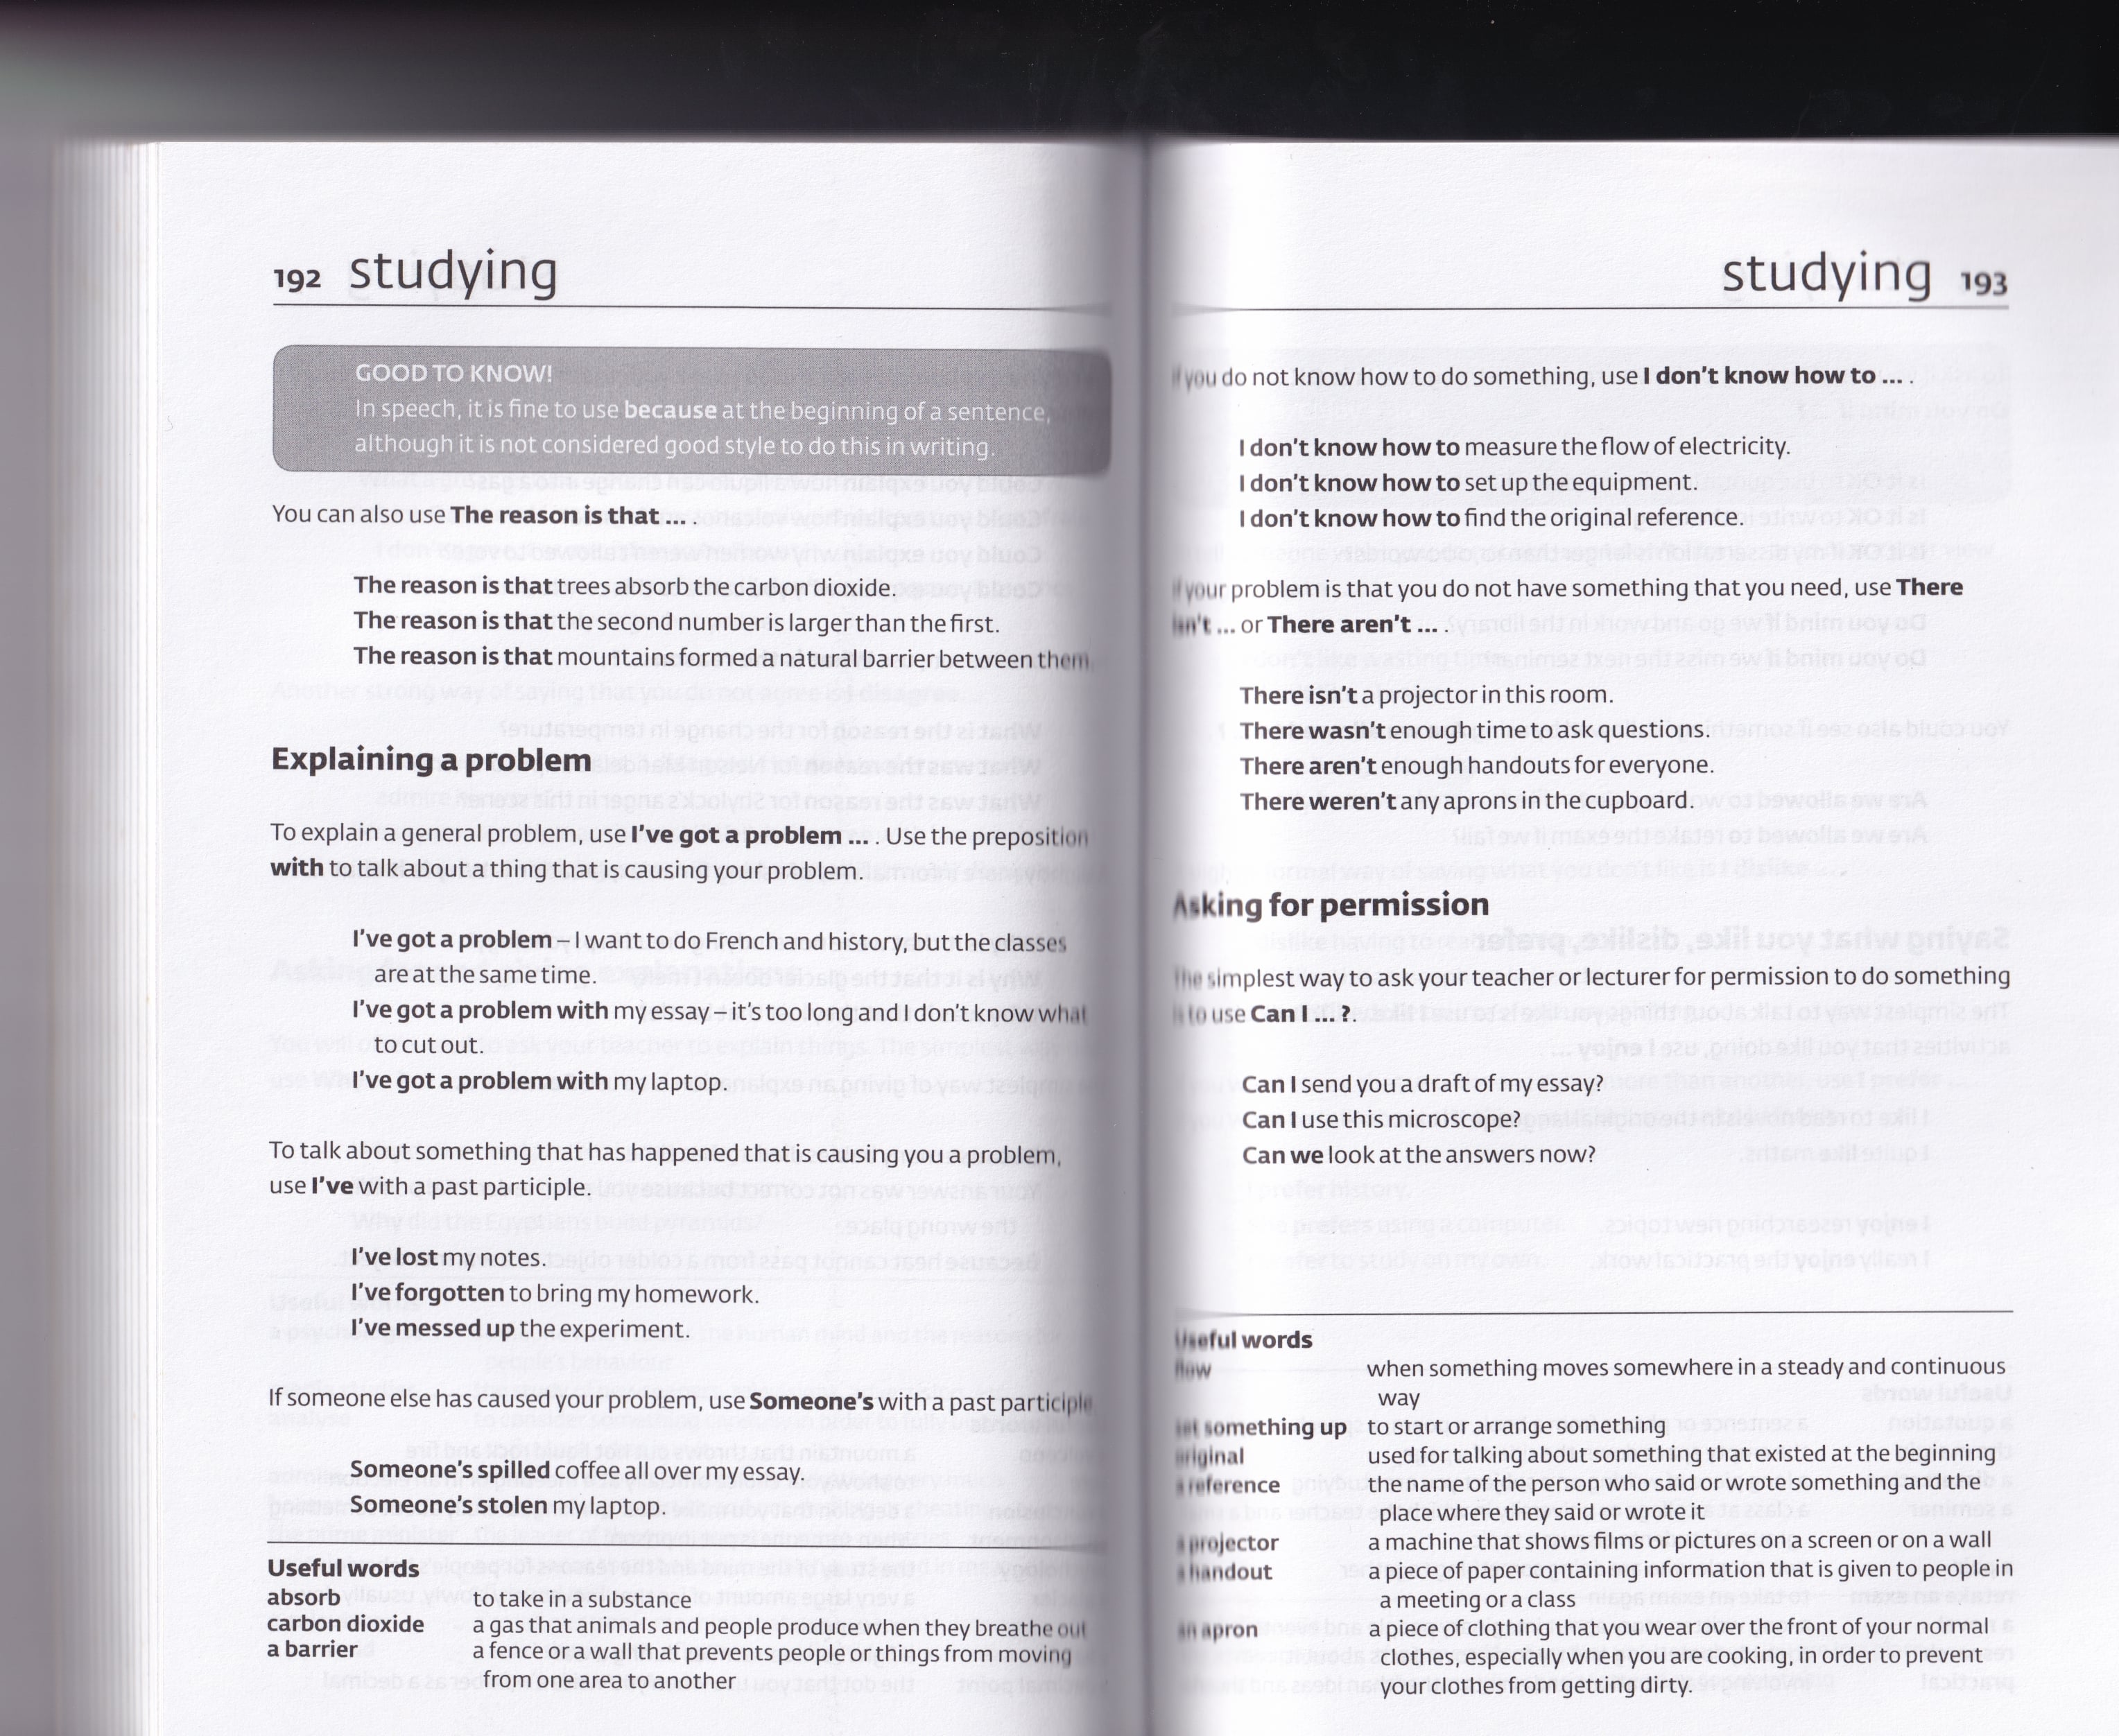 192 studying
GOOD TO KNOW!
In speech, it is fine to use because at the beginning of a sentence,
although it is not considered good style to do this in writing.
You can also use The reason is that ... .
The reason is that trees absorb the carbon dioxide.
The reason is that the second number is larger than the first.
The reason is that mountains formed a natural barrier between them.
Explaining a problem
To explain a general problem, use I've got a problem ... . Use the preposition
with to talk about a thing that is causing your problem.
I've got a problem – I want to do French and history, but the classes
are at the same time.
I've got a problem with my essay – it's too long and I don't know what
to cut out.
I've got a problem with my laptop.
To talk about something that has happened that is causing you a problem,
use I've with a past participle.
I've lost my notes.
I've forgotten to bring my homework.
I've messed up the experiment.
If someone else has caused your problem, use Someone's with a past participle
Someone's spilled coffee all over my essay.
Someone's stolen my laptop.
Useful words
absorb to take in a substance
carbon dioxide a gas that animals and people produce when they breathe out
a barrier a fence or a wall that prevents people or things from moving
from one area to another
studying 193
If you do not know how to do something, use I don't know how to ... .
I don't know how to measure the flow of electricity.
I don't know how to set up the equipment.
I don't know how to find the original reference.
If your problem is that you do not have something that you need, use There
isn't ... or There aren't ... .
There isn't a projector in this room.
There wasn't enough time to ask questions.
There aren't enough handouts for everyone.
There weren't any aprons in the cupboard.
Asking for permission
The simplest way to ask your teacher or lecturer for permission to do something
is to use Can I ... ?.
Can I send you a draft of my essay?
Can I use this microscope?
Can we look at the answers now?
Useful words
flow when something moves somewhere in a steady and continuous
way
set something up to start or arrange something
original used for talking about something that existed at the beginning
a reference the name of the person who said or wrote something and the
place where they said or wrote it
a projector a machine that shows films or pictures on a screen or on a wall
a handout a piece of paper containing information that is given to people in
a meeting or a class
an apron a piece of clothing that you wear over the front of your normal
clothes, especially when you are cooking, in order to prevent
your clothes from getting dirty.